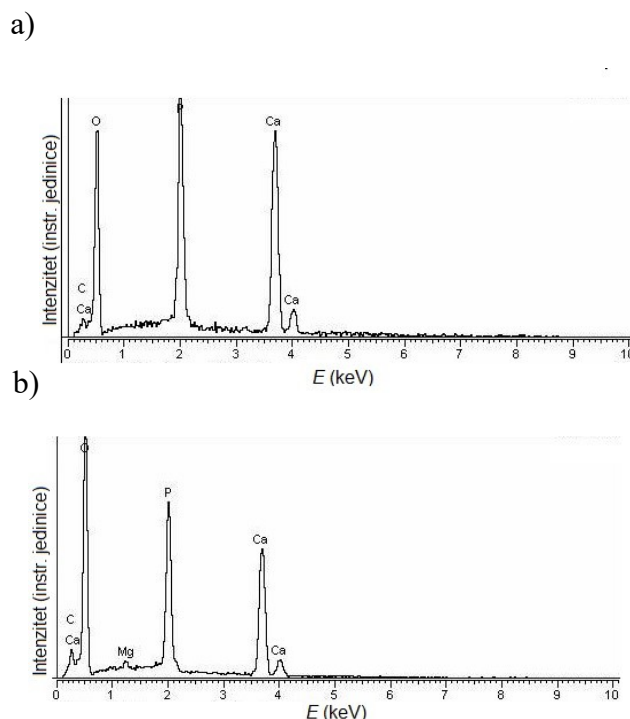 a)
Intenzitet (instr. jedinice)
O
P
Ca
C
Ca
Ca
0 1 2 3 4 5 6 7 8 9 10
E (keV)
b)
Intenzitet (instr. jedinice)
O
P
Ca
C
Ca
Mg
Ca
0 1 2 3 4 5 6 7 8 9 10
E (keV)